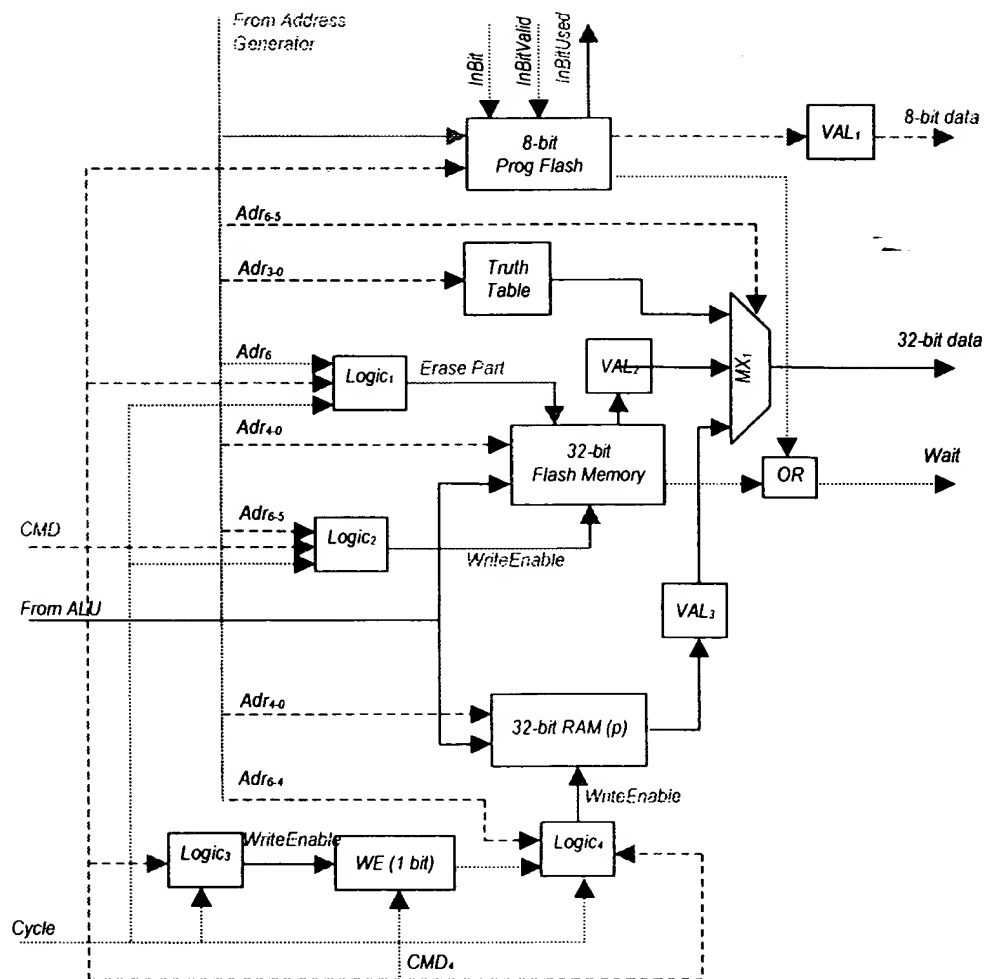 From Address
Generator
InBit
InBitValid
InBitUsed
8-bit
Prog Flash
VAL₁
8-bit data
Adr₆₋₅
Adr₃₋₀
Truth
Table
Adr₆
Logic₁
Erase Part
VAL₂
MX₁
32-bit data
Adr₄₋₀
32-bit
Flash Memory
OR
Wait
Adr₆₋₅
CMD
Logic₂
WriteEnable
From ALU
VAL₃
Adr₄₋₀
32-bit RAM (p)
Adr₆₋₄
WriteEnable
Logic₃
WriteEnable
WE (1 bit)
Logic₄
Cycle
CMD₄